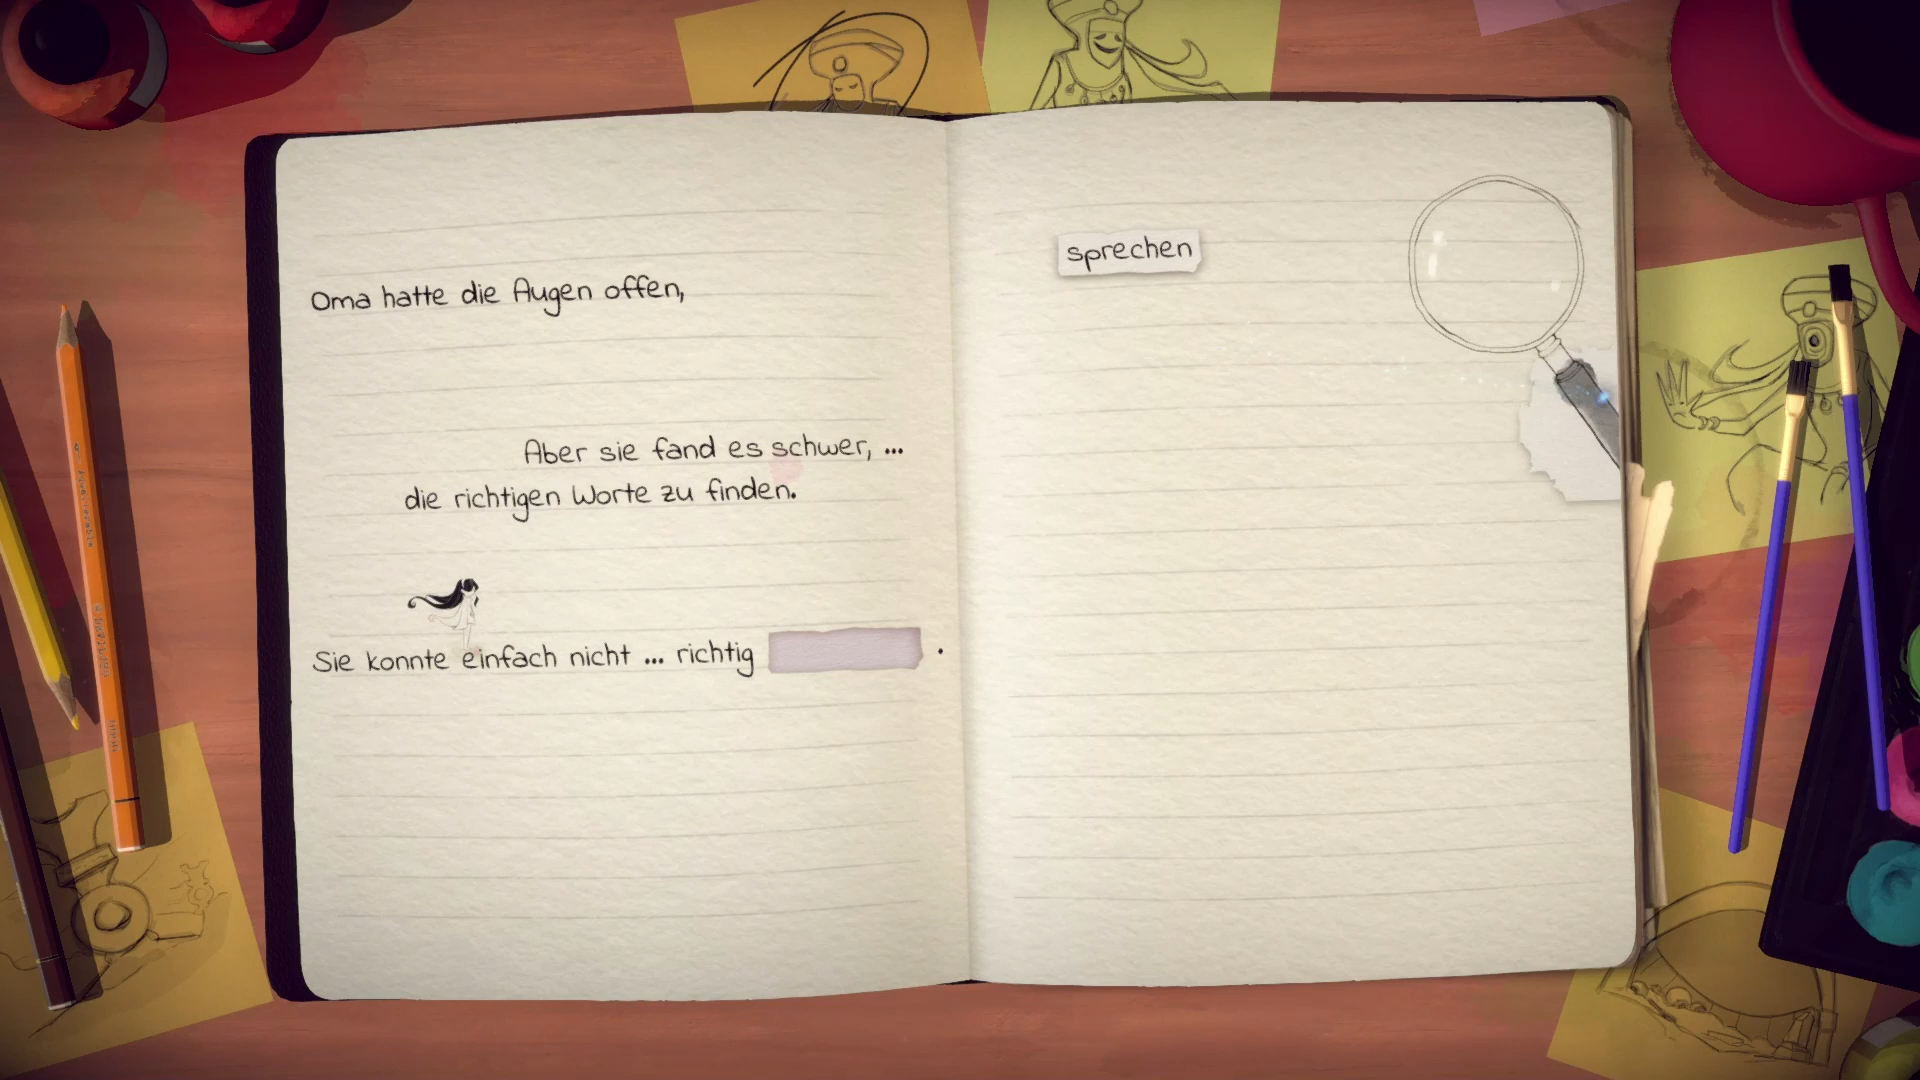 Oma hatte die Augen offen,
Aber sie fand es schwer, ...
die richtigen Worte zu finden.
Sie konnte einfach nicht ... richtig .
sprechen